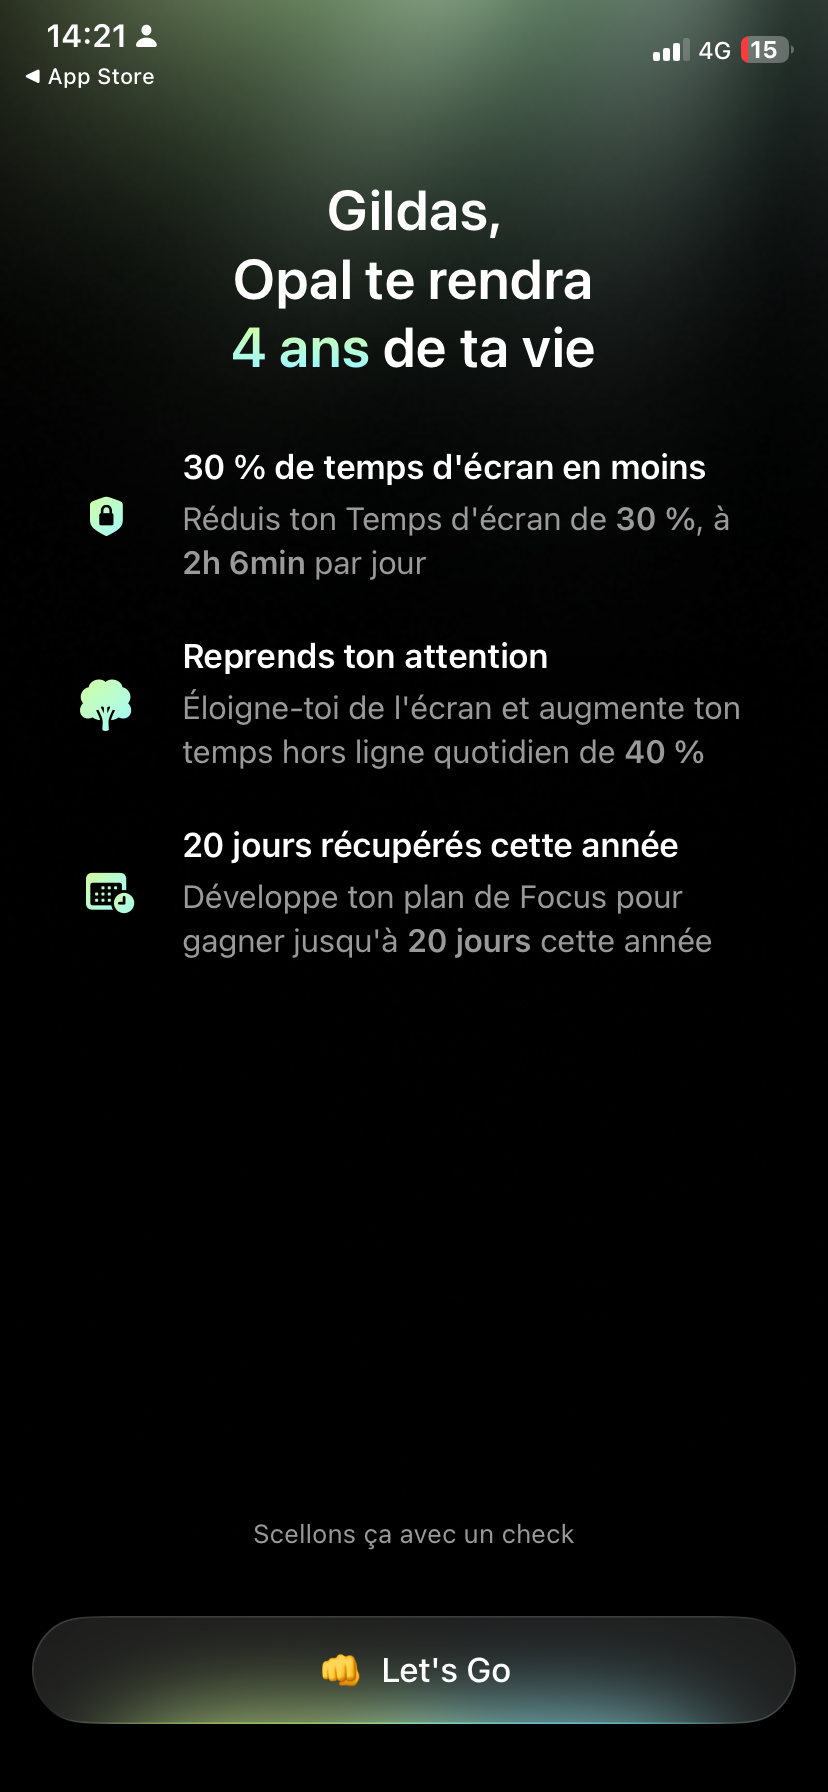 14:21
4G 15
App Store
Gildas,
Opal te rendra
4 ans de ta vie
30 % de temps d'écran en moins
Réduis ton Temps d'écran de 30 %, à
2h 6min par jour
Reprends ton attention
Éloigne-toi de l'écran et augmente ton
temps hors ligne quotidien de 40 %
20 jours récupérés cette année
Développe ton plan de Focus pour
gagner jusqu'à 20 jours cette année
Scellons ça avec un check
👊 Let's Go